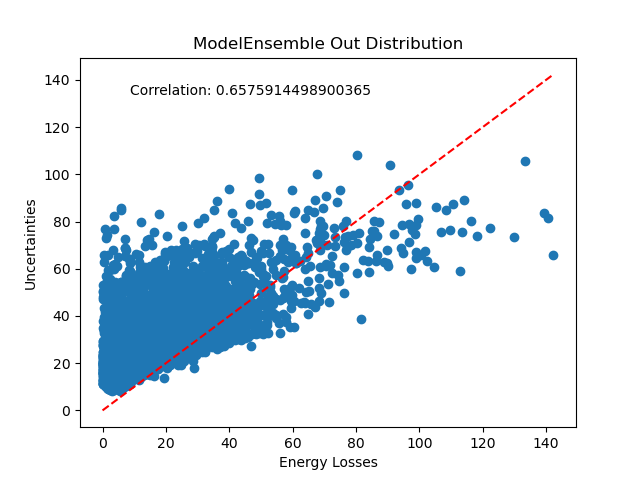 ModelEnsemble Out Distribution
Correlation: 0.6575914498900365
Uncertainties
140
120
100
80
60
40
20
0
0 20 40 60 80 100 120 140
Energy Losses